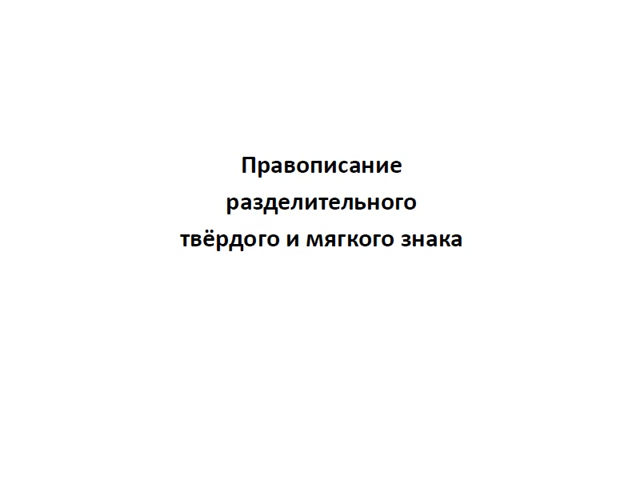 Правописание
разделительного
твёрдого и мягкого знака